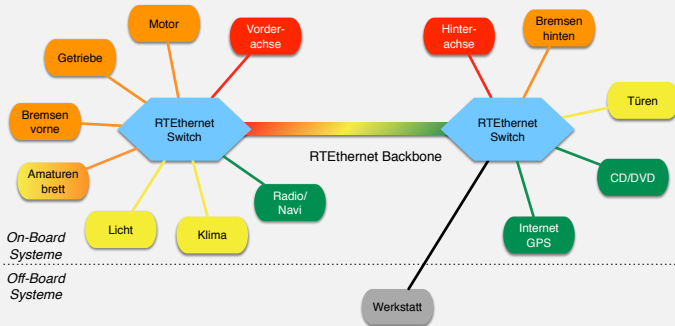 Motor
Vorder-
achse
Hinter-
achse
Bremsen
hinten
Getriebe
Türen
Bremsen
vorne
RTEthernet
Switch
RTEthernet
Switch
RTEthernet Backbone
Amaturen
brett
CD/DVD
Radio/
Navi
Licht
Klima
Internet
GPS
On-Board
Systeme
Off-Board
Systeme
Werkstatt